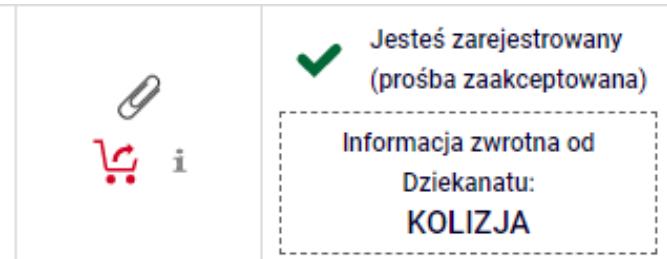 Jesteś zarejestrowany
(prośba zaakceptowana)
Informacja zwrotna od
Dziekanatu:
KOLIZJA